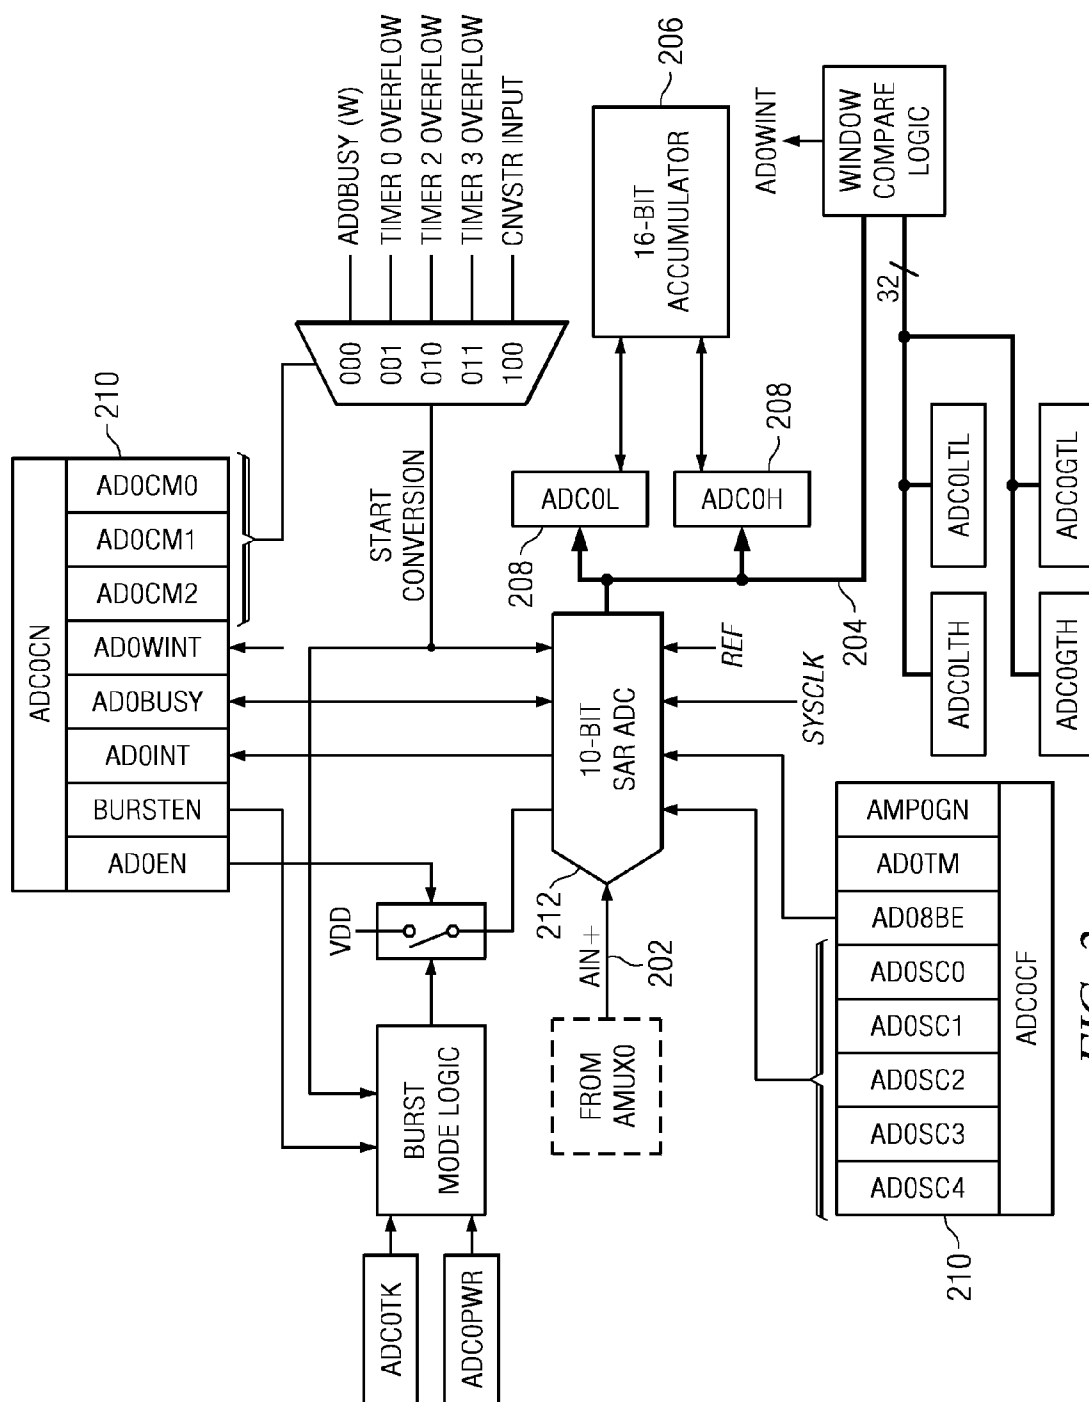 ADC0CN
AD0EN
BURSTEN
AD0INT
AD0BUSY
AD0WINT
AD0CM2
AD0CM1
AD0CM0
210
VDD
START
CONVERSION
000
001
010
011
100
AD0BUSY (W)
TIMER 0 OVERFLOW
TIMER 2 OVERFLOW
TIMER 3 OVERFLOW
CNVSTR INPUT
ADC0TK
ADC0PWR
BURST
MODE LOGIC
FROM
AMUX0
AIN+
202
212
10-BIT
SAR ADC
REF
SYSCLK
208
ADC0L
ADC0H
208
16-BIT
ACCUMULATOR
206
204
AD0WINT
WINDOW
COMPARE
LOGIC
32
ADC0LTH
ADC0LTL
ADC0GTH
ADC0GTL
AD0SC4
AD0SC3
AD0SC2
AD0SC1
AD0SC0
AD08BE
AD0TM
AMP0GN
ADC0CF
210